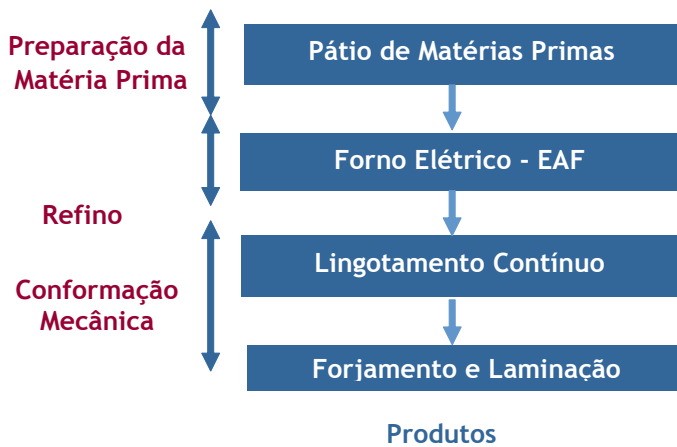 Preparação da
Matéria Prima
Pátio de Matérias Primas
Forno Elétrico - EAF
Refino
Lingotamento Contínuo
Conformação
Mecânica
Forjamento e Laminação
Produtos